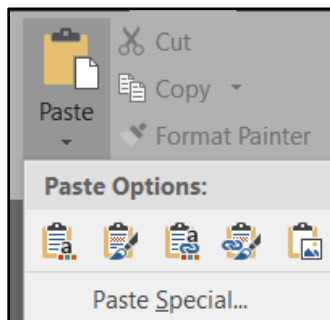 Cut
Copy
Paste
Format Painter
Paste Options:
a
a
Paste Special...